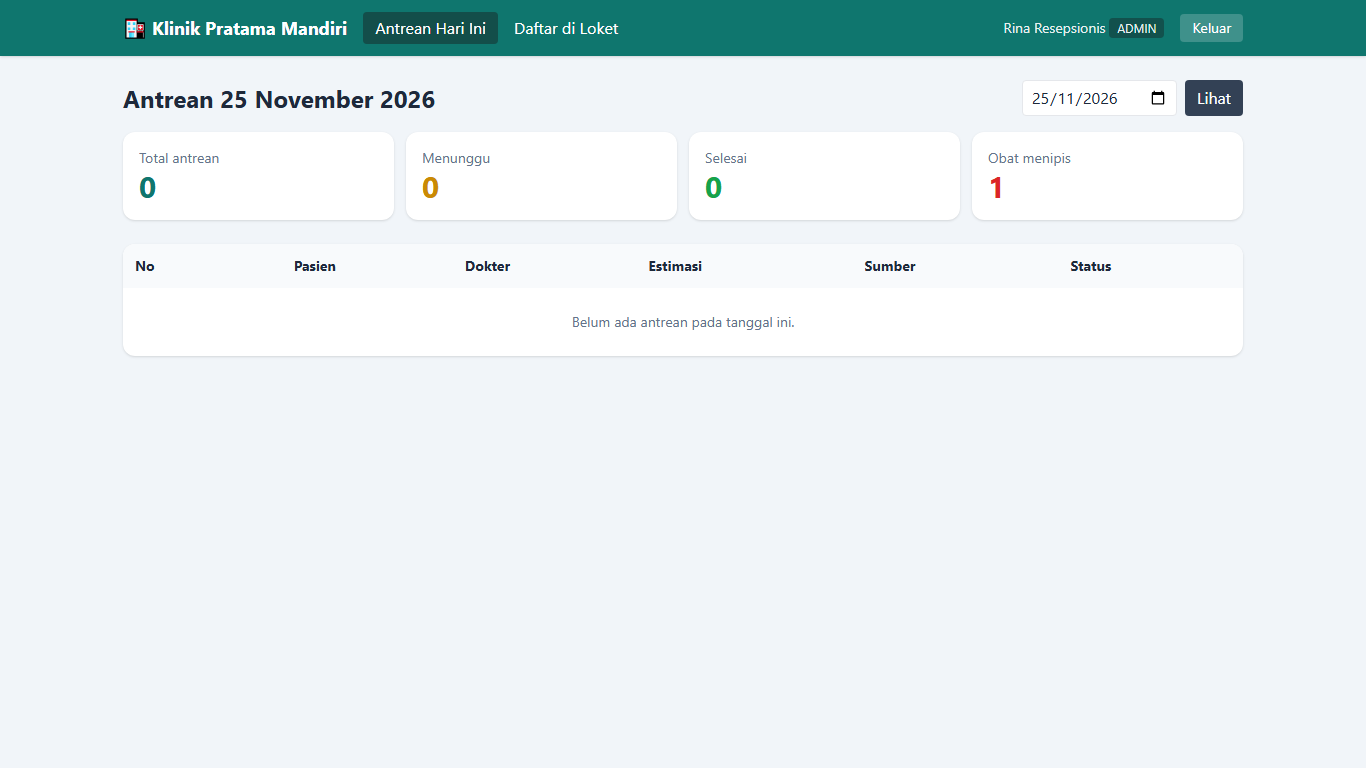 Klinik Pratama Mandiri Antrean Hari Ini Daftar di Loket Rina Resepsionis ADMIN Keluar
Antrean 25 November 2026 25/11/2026 Lihat
Total antrean Menunggu Selesai Obat menipis
0 0 0 1
No Pasien Dokter Estimasi Sumber Status
Belum ada antrean pada tanggal ini.